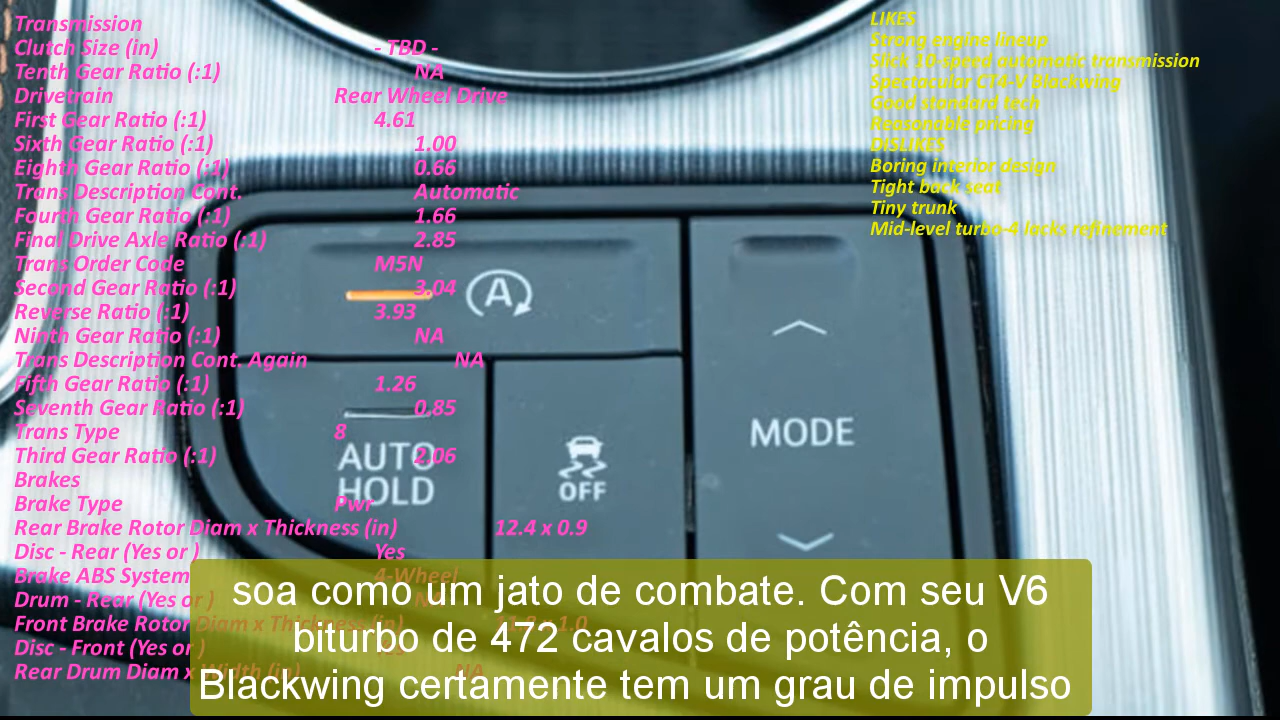 Transmission
Clutch Size (in) - TBD -
Tenth Gear Ratio (:1) NA
Drivetrain Rear Wheel Drive
First Gear Ratio (:1) 4.61
Sixth Gear Ratio (:1) 1.00
Eighth Gear Ratio (:1) 0.66
Trans Description Cont. Automatic
Fourth Gear Ratio (:1) 1.66
Final Drive Axle Ratio (:1) 2.85
Trans Order Code M5N
Second Gear Ratio (:1) 3.04
Reverse Ratio (:1) 3.93
Ninth Gear Ratio (:1) NA
Trans Description Cont. Again NA
Fifth Gear Ratio (:1) 1.26
Seventh Gear Ratio (:1) 0.85
Trans Type 8
Third Gear Ratio (:1) 2.06
Brakes
Brake Type Pwr
Rear Brake Rotor Diam x Thickness (in) 12.4 x 0.9
Disc - Rear (Yes or ) Yes
Brake ABS System 4-Wheel
Drum - Rear (Yes or )
Front Brake Rotor Diam x Thickness (in)
Disc - Front (Yes or )
Rear Drum Diam x Width (in) NA
LIKES
Strong engine lineup
Slick 10-speed automatic transmission
Spectacular CT4-V Blackwing
Good standard tech
Reasonable pricing
DISLIKES
Boring interior design
Tight back seat
Tiny trunk
Mid-level turbo-4 lacks refinement
A
MODE
AUTO
HOLD
OFF
soa como um jato de combate. Com seu V6
biturbo de 472 cavalos de potência, o
Blackwing certamente tem um grau de impulso